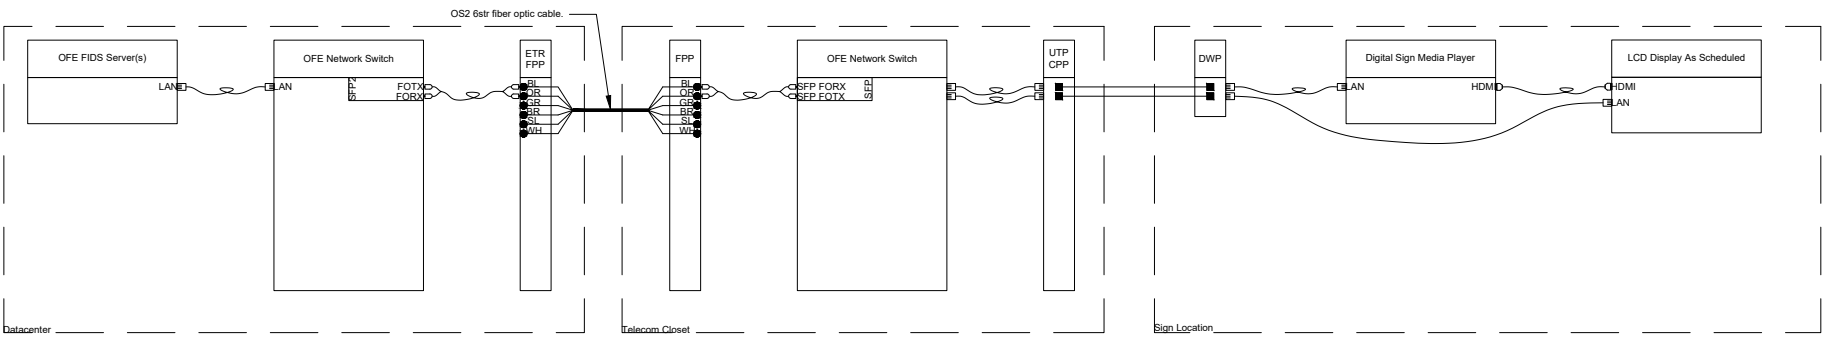 OS2 6str fiber optic cable.
OFE FIDS Server(s)
LAN
OFE Network Switch
LAN
SFP2
FOTX
FORX
ETR
FPP
BL
OR
GR
BR
SL
WH
FPP
BL
OR
GR
BR
SL
WH
OFE Network Switch
SFP FORX
SFP FOTX
SFP
UTP
CPP
DWP
Digital Sign Media Player
LAN
HDMI
LCD Display As Scheduled
HDMI
LAN
Datacenter
Telecom Closet
Sign Location